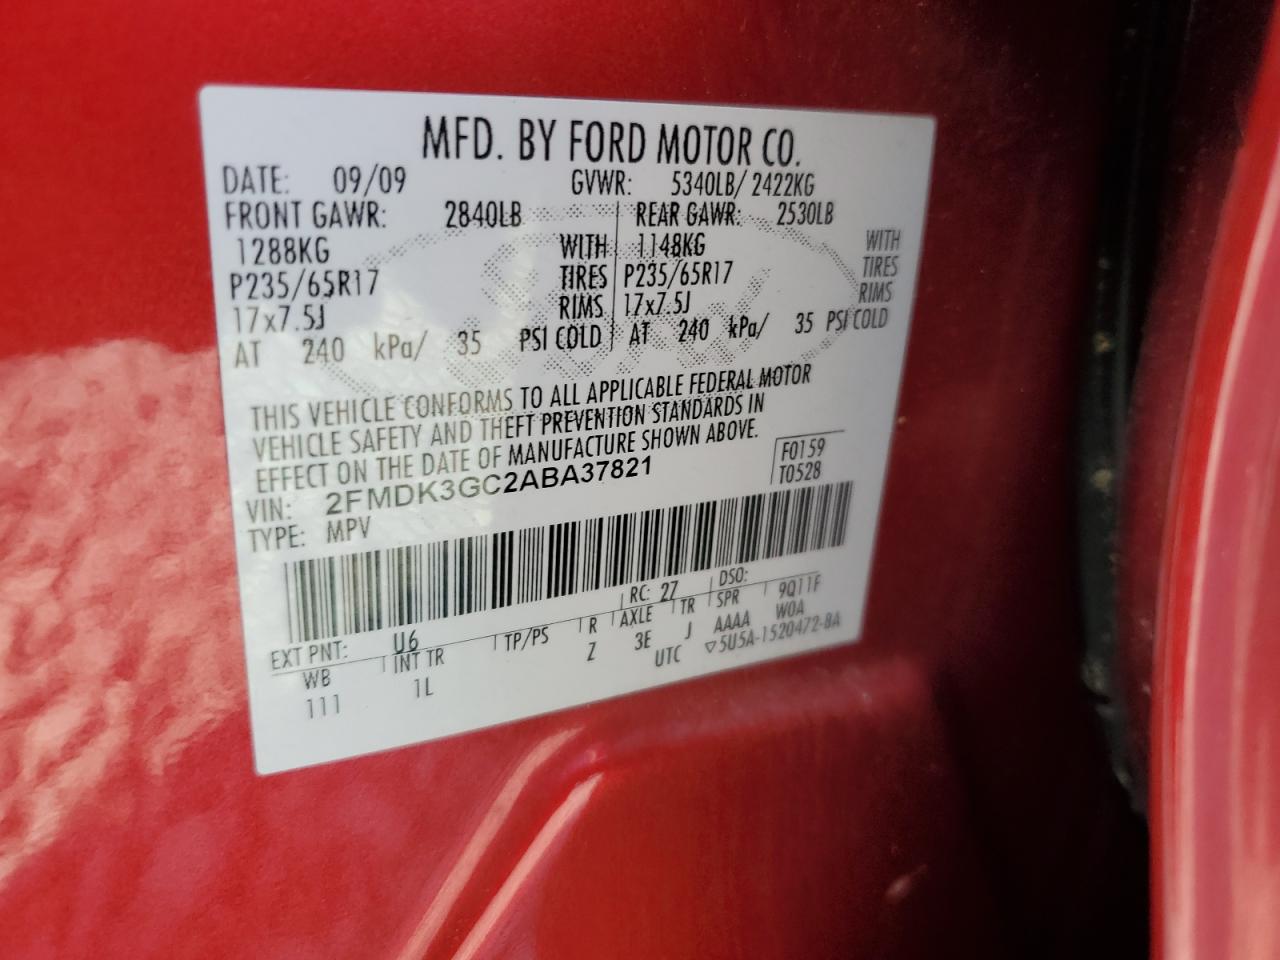 MFD. BY FORD MOTOR CO.
DATE: 09/09 GVWR: 5340LB/ 2422KG
FRONT GAWR: 2840LB REAR GAWR: 2530LB
1288KG WITH 1148KG WITH
P235/65R17 TIRES P235/65R17 TIRES
17x7.5J RIMS 17x7.5J RIMS
AT 240 kPa/ 35 PSI COLD AT 240 kPa/ 35 PSI COLD
THIS VEHICLE CONFORMS TO ALL APPLICABLE FEDERAL MOTOR
VEHICLE SAFETY AND THEFT PREVENTION STANDARDS IN
EFFECT ON THE DATE OF MANUFACTURE SHOWN ABOVE.
VIN: 2FMDK3GC2ABA37821 F0159
TYPE: MPV T0528
EXT PNT: U6 RC: 27 DSO:
WB INT TR TP/PS R AXLE TR SPR 9Q11F
111 1L Z 3E J AAAA W0A
UTC ▽5U5A-1520472-BA